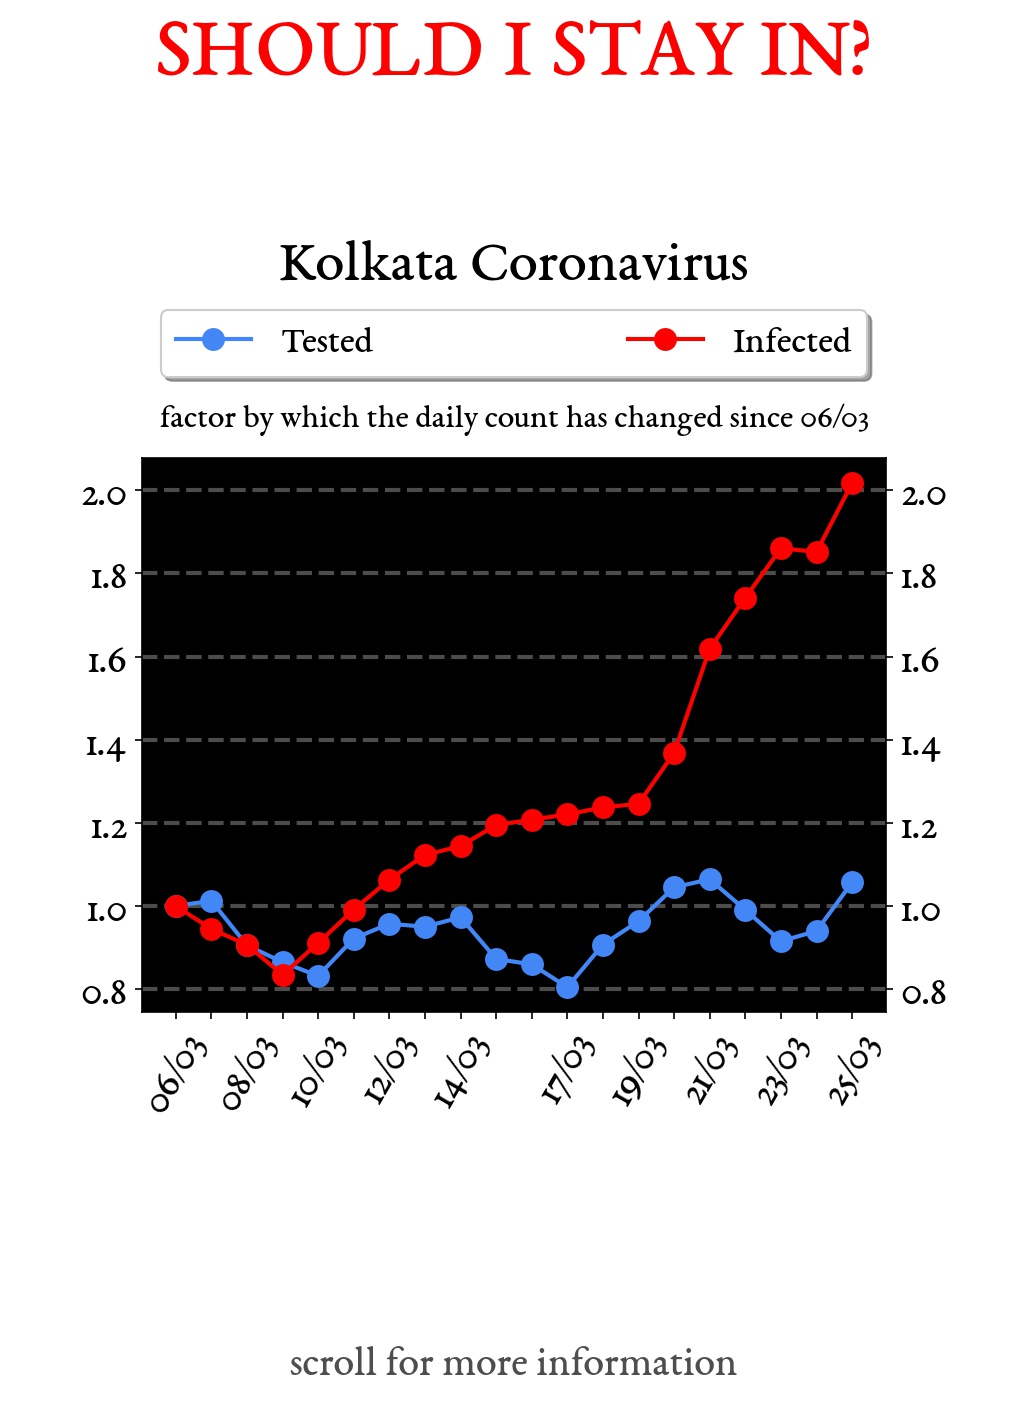 SHOULD I STAY IN?
Kolkata Coronavirus
Tested Infected
factor by which the daily count has changed since 06/03
2.0 2.0
1.8 1.8
1.6 1.6
1.4 1.4
1.2 1.2
1.0 1.0
0.8 0.8
06/03 08/03 10/03 12/03 14/03 17/03 19/03 21/03 23/03 25/03
scroll for more information